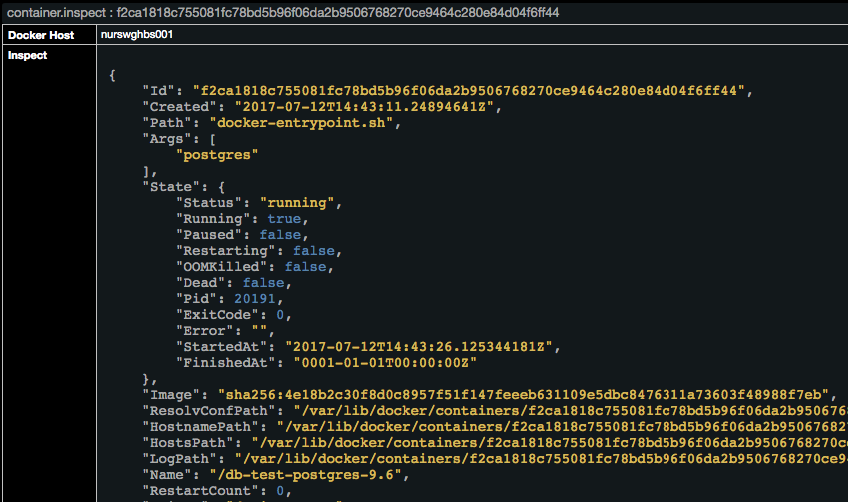 container.inspect : f2ca1818c755081fc78bd5b96f06da2b9506768270ce9464c280e84d04f6ff44
Docker Host nurswghbs001
Inspect
{
"Id": "f2ca1818c755081fc78bd5b96f06da2b9506768270ce9464c280e84d04f6ff44",
"Created": "2017-07-12T14:43:11.24894641Z",
"Path": "docker-entrypoint.sh",
"Args": [
"postgres"
],
"State": {
"Status": "running",
"Running": true,
"Paused": false,
"Restarting": false,
"OOMKilled": false,
"Dead": false,
"Pid": 20191,
"ExitCode": 0,
"Error": "",
"StartedAt": "2017-07-12T14:43:26.125344181Z",
"FinishedAt": "0001-01-01T00:00:00Z"
},
"Image": "sha256:4e18b2c30f8d0c8957f51f147feeeb631109e5dbc8476311a73603f48988f7eb",
"ResolvConfPath": "/var/lib/docker/containers/f2ca1818c755081fc78bd5b96f06da2b950676
"HostnamePath": "/var/lib/docker/containers/f2ca1818c755081fc78bd5b96f06da2b95067682
"HostsPath": "/var/lib/docker/containers/f2ca1818c755081fc78bd5b96f06da2b9506768270c
"LogPath": "/var/lib/docker/containers/f2ca1818c755081fc78bd5b96f06da2b9506768270ce9
"Name": "/db-test-postgres-9.6",
"RestartCount": 0,